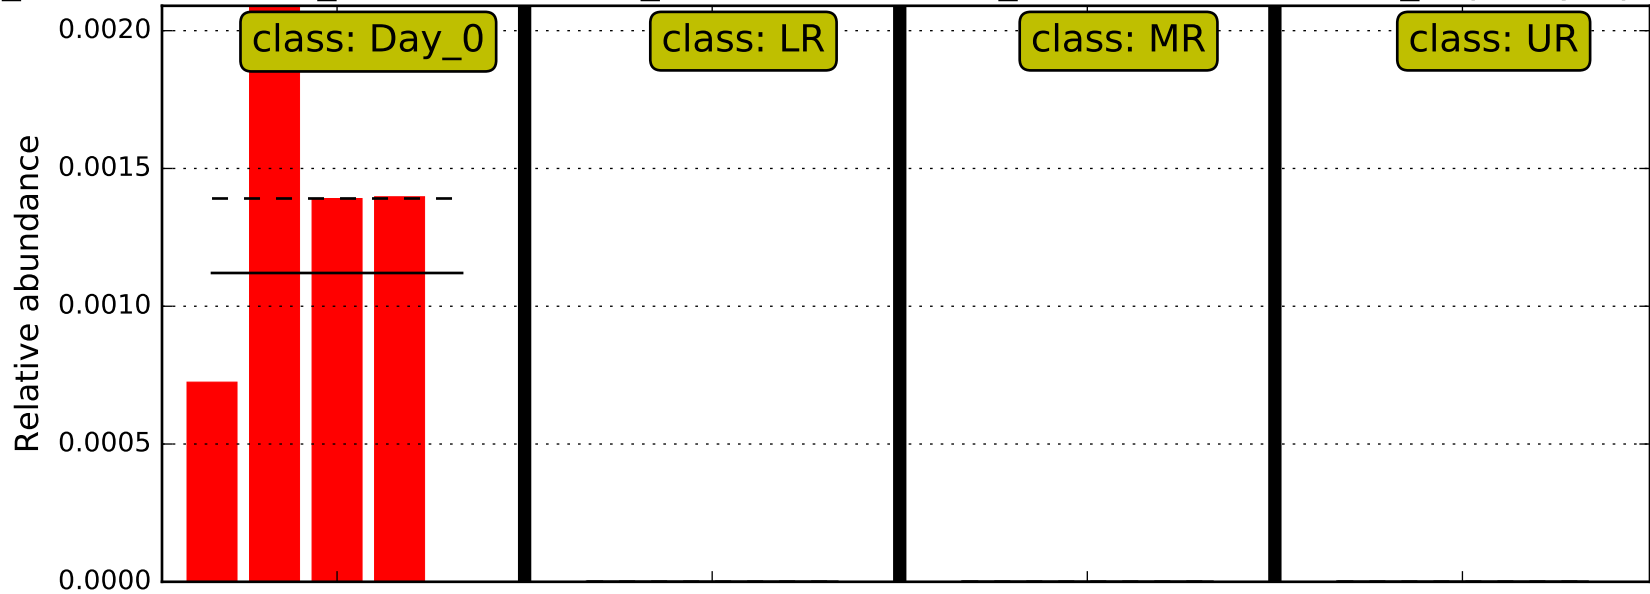 class: Day_0
class: LR
class: MR
class: UR
0.0020
0.0015
0.0010
0.0005
0.0000
Relative abundance